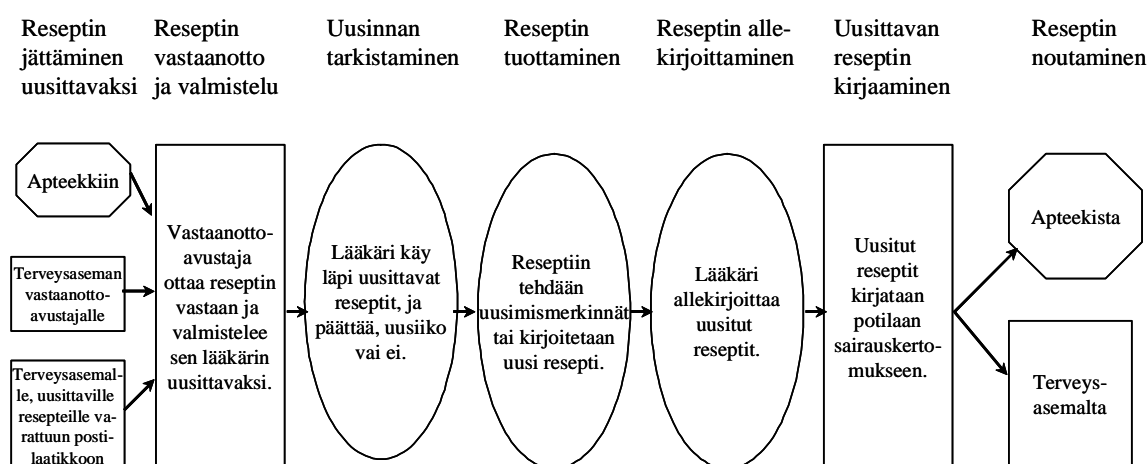 Reseptin
jättäminen
uusittavaksi
Reseptin
vastaanotto
ja valmistelu
Uusinnan
tarkistaminen
Reseptin
tuottaminen
Reseptin alle-
kirjoittaminen
Uusittavan
reseptin
kirjaaminen
Reseptin
noutaminen
Apteekkiin
Terveysaseman
vastaanotto-
avustajalle
Terveysasemal-
le, uusittaville
resepteille va-
rattuun posti-
laatikkoon
Vastaanotto-
avustaja
ottaa reseptin
vastaan ja
valmistelee
sen lääkärin
uusittavaksi.
Lääkäri käy
läpi uusittavat
reseptit, ja
päättää, uusiiko
vai ei.
Reseptiin
tehdään
uusimismerkinnät
tai kirjoitetaan
uusi resepti.
Lääkäri
allekirjoittaa
uusitut
reseptit.
Uusitut
reseptit
kirjataan
potilaan
sairauskerto-
mukseen.
Apteekista
Terveys-
asemalta